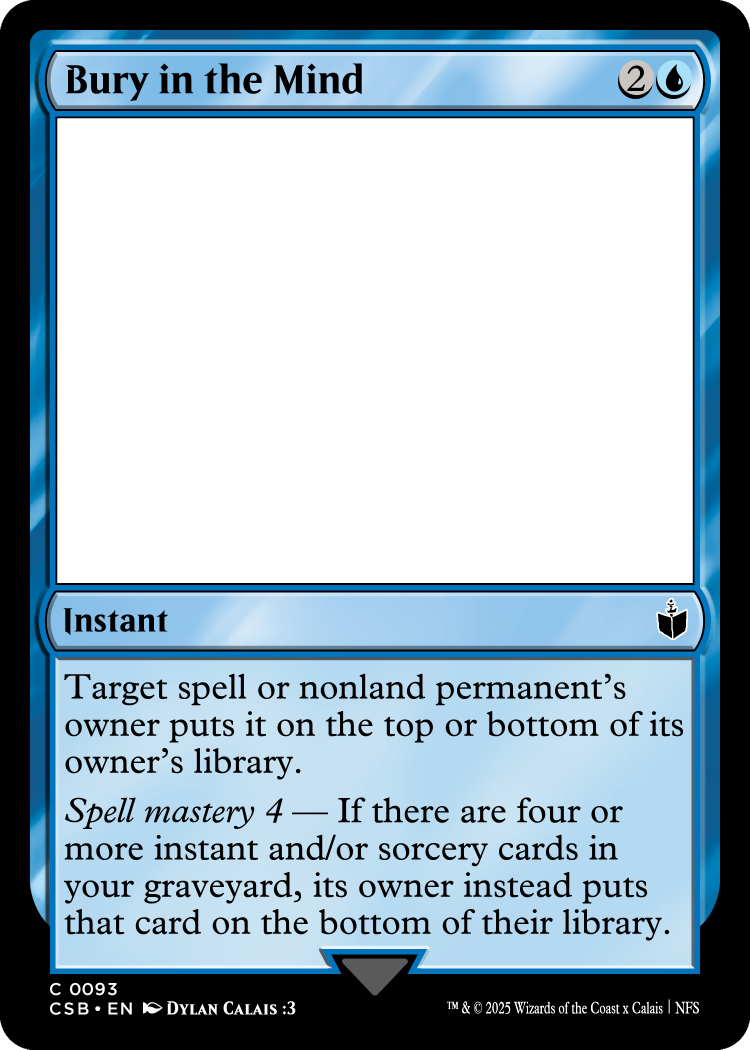 Bury in the Mind 2
Instant
Target spell or nonland permanent's
owner puts it on the top or bottom of its
owner's library.
Spell mastery 4 — If there are four or
more instant and/or sorcery cards in
your graveyard, its owner instead puts
that card on the bottom of their library.
C 0093
CSB • EN Dylan Calais :3
™ & © 2025 Wizards of the Coast x Calais | NFS